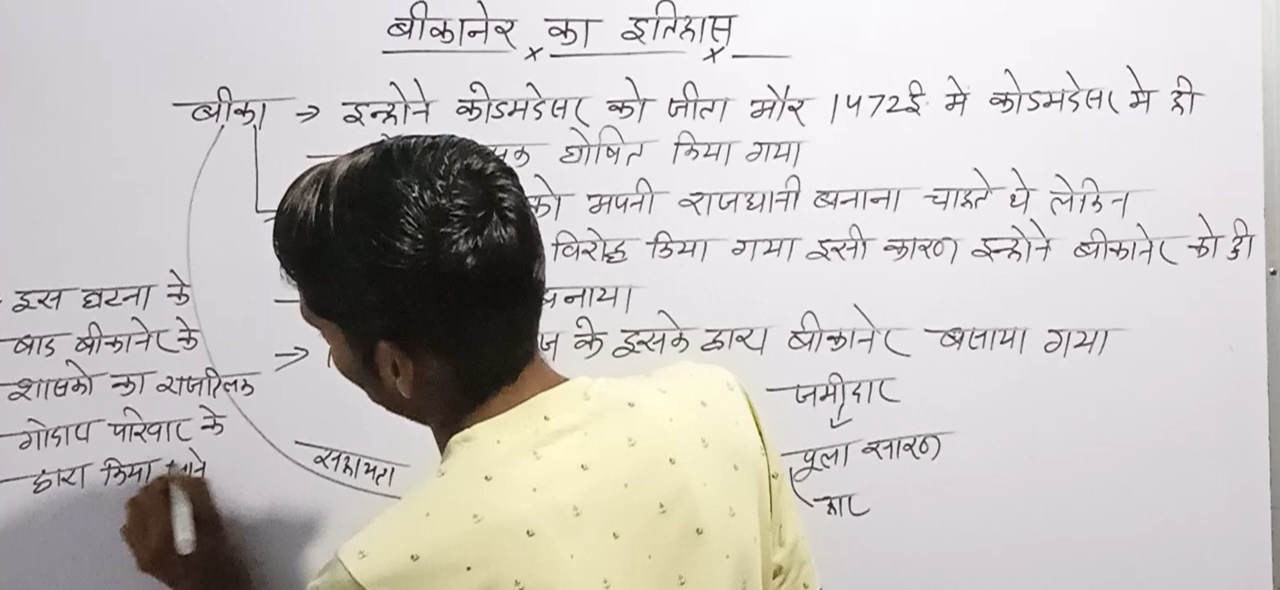 बीकानेर का इतिहास
बीका → इन्होने कोडमदेसर को जीता और 1472ई में कोडमदेसर मे ही
घोषित किया गया
को अपनी राजधानी बनाना चाहते थे लेकिन
विरोध किया गया इसी कारण इन्होने बीकानेर को ही
बनाया
→ के इसके द्वारा बीकानेर बसाया गया
इस घटना के
बाद बीकानेर के
शासको का राजतिलक
गोदारा परिवार के
द्वारा किया जाने
सहायता
जमीदार
पूला सारण
हार